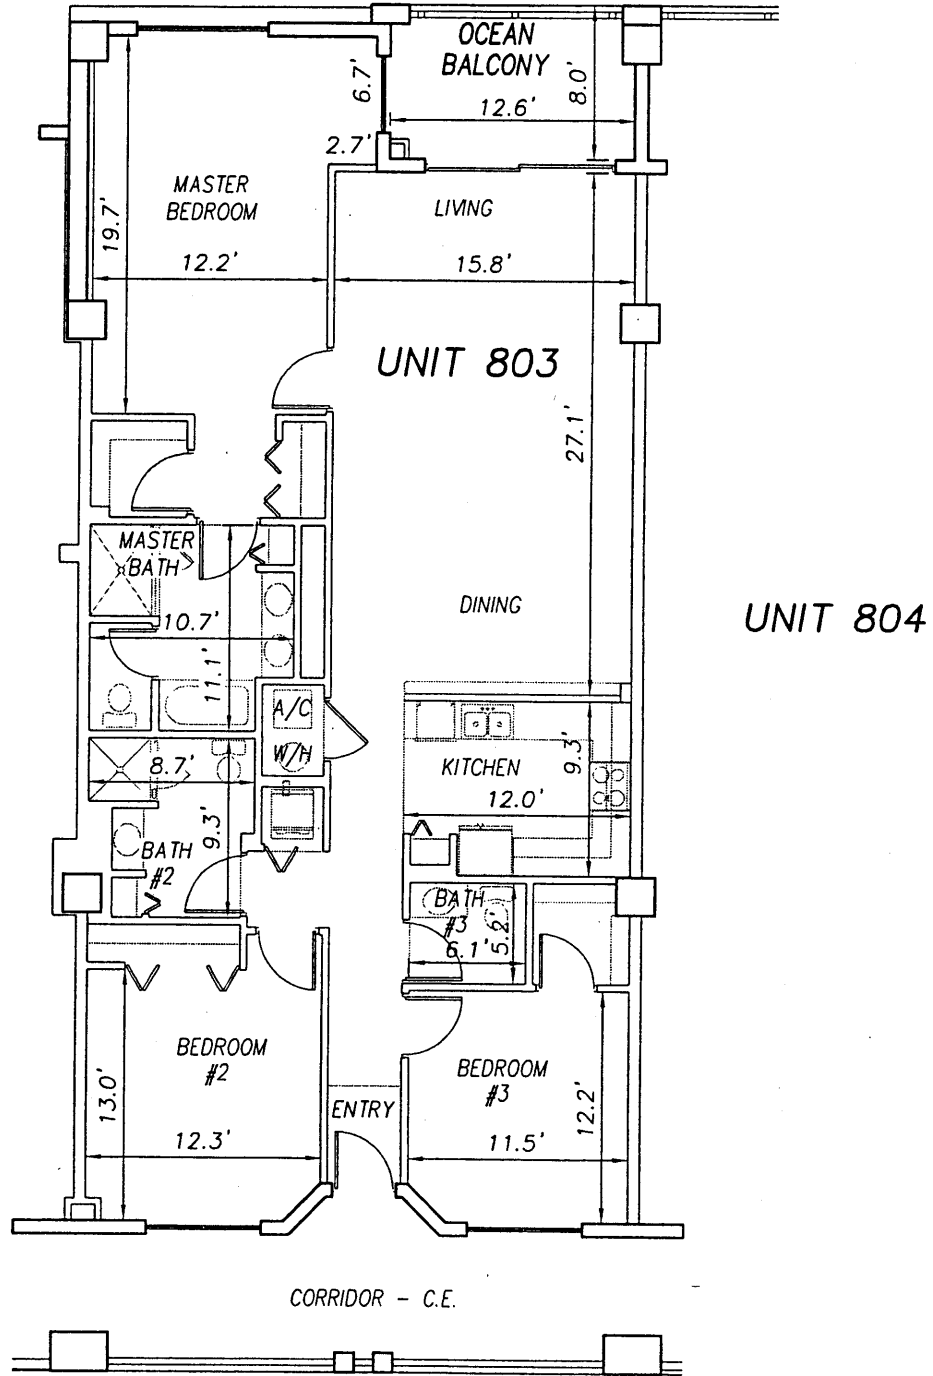 OCEAN
BALCONY
6.7'
8.0'
12.6'
2.7'
MASTER
BEDROOM
LIVING
19.7'
12.2'
15.8'
UNIT 803
27.1'
MASTER
BATH
10.7'
11.1'
DINING
UNIT 804
A/C
W/H
8.7'
9.3'
KITCHEN
9.3'
12.0'
BATH
#2
BATH
#3
6.1'
5.6'
BEDROOM
#2
BEDROOM
#3
13.0'
ENTRY
12.2'
12.3'
11.5'
CORRIDOR - C.E.